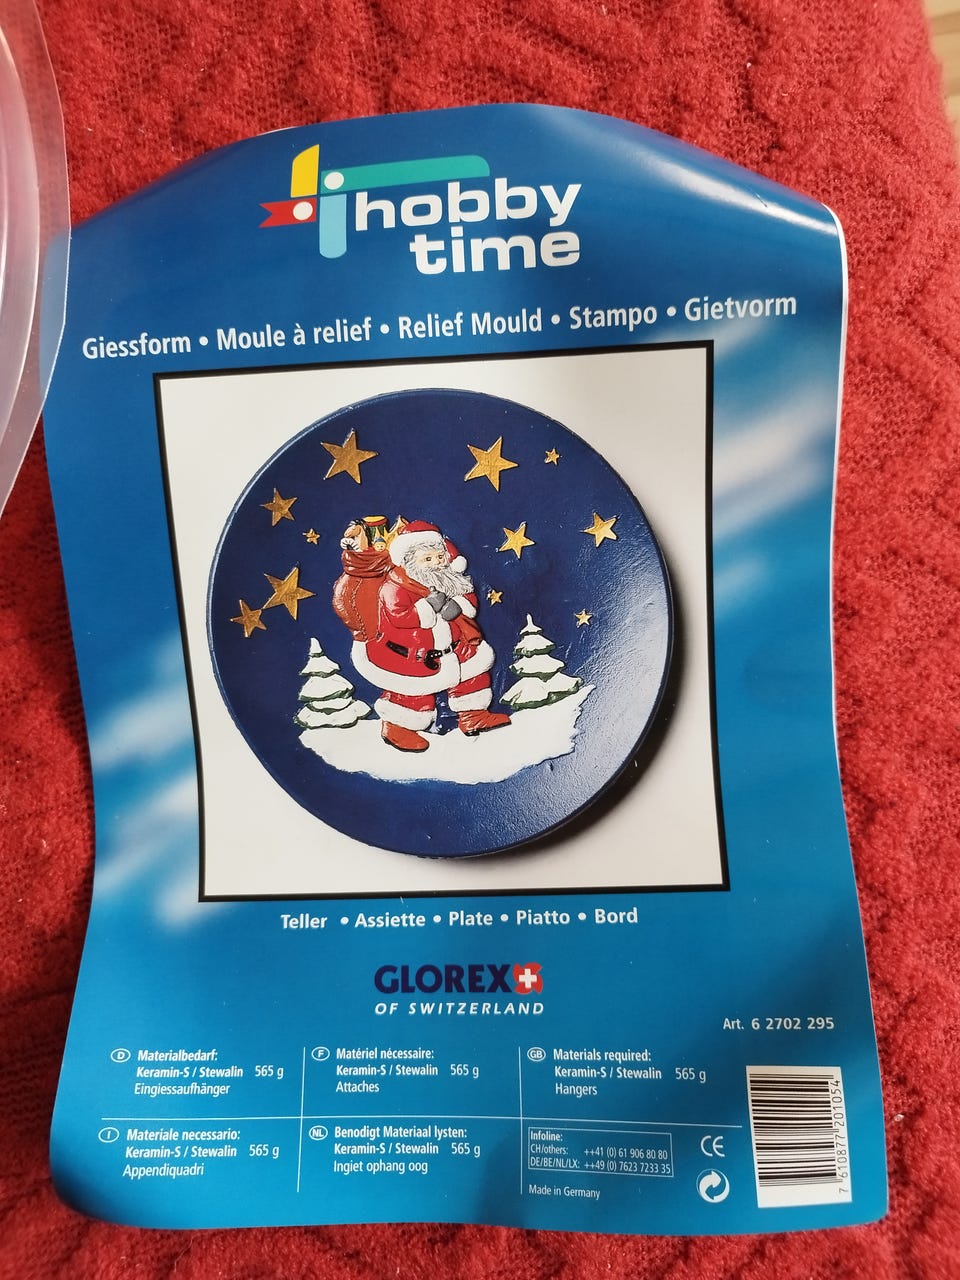 hobby
time
Giessform • Moule à relief • Relief Mould • Stampo • Gietvorm
Teller • Assiette • Plate • Piatto • Bord
GLOREX
OF SWITZERLAND
Art. 6 2702 295
D Materialbedarf:
Keramin-S / Stewalin 565 g
Eingiessaufhänger
F Matériel nécessaire:
Keramin-S / Stewalin 565 g
Attaches
GB Materials required:
Keramin-S / Stewalin 565 g
Hangers
I Materiale necessario:
Keramin-S / Stewalin 565 g
Appendiquadri
NL Benodigt Materiaal lysten:
Keramin-S / Stewalin 565 g
Ingiet ophang oog
Infoline:
CH/others: ++41 (0) 61 906 80 80
DE/BE/NL/LX: ++49 (0) 7623 7233 35
Made in Germany
CE
7 610877 201054